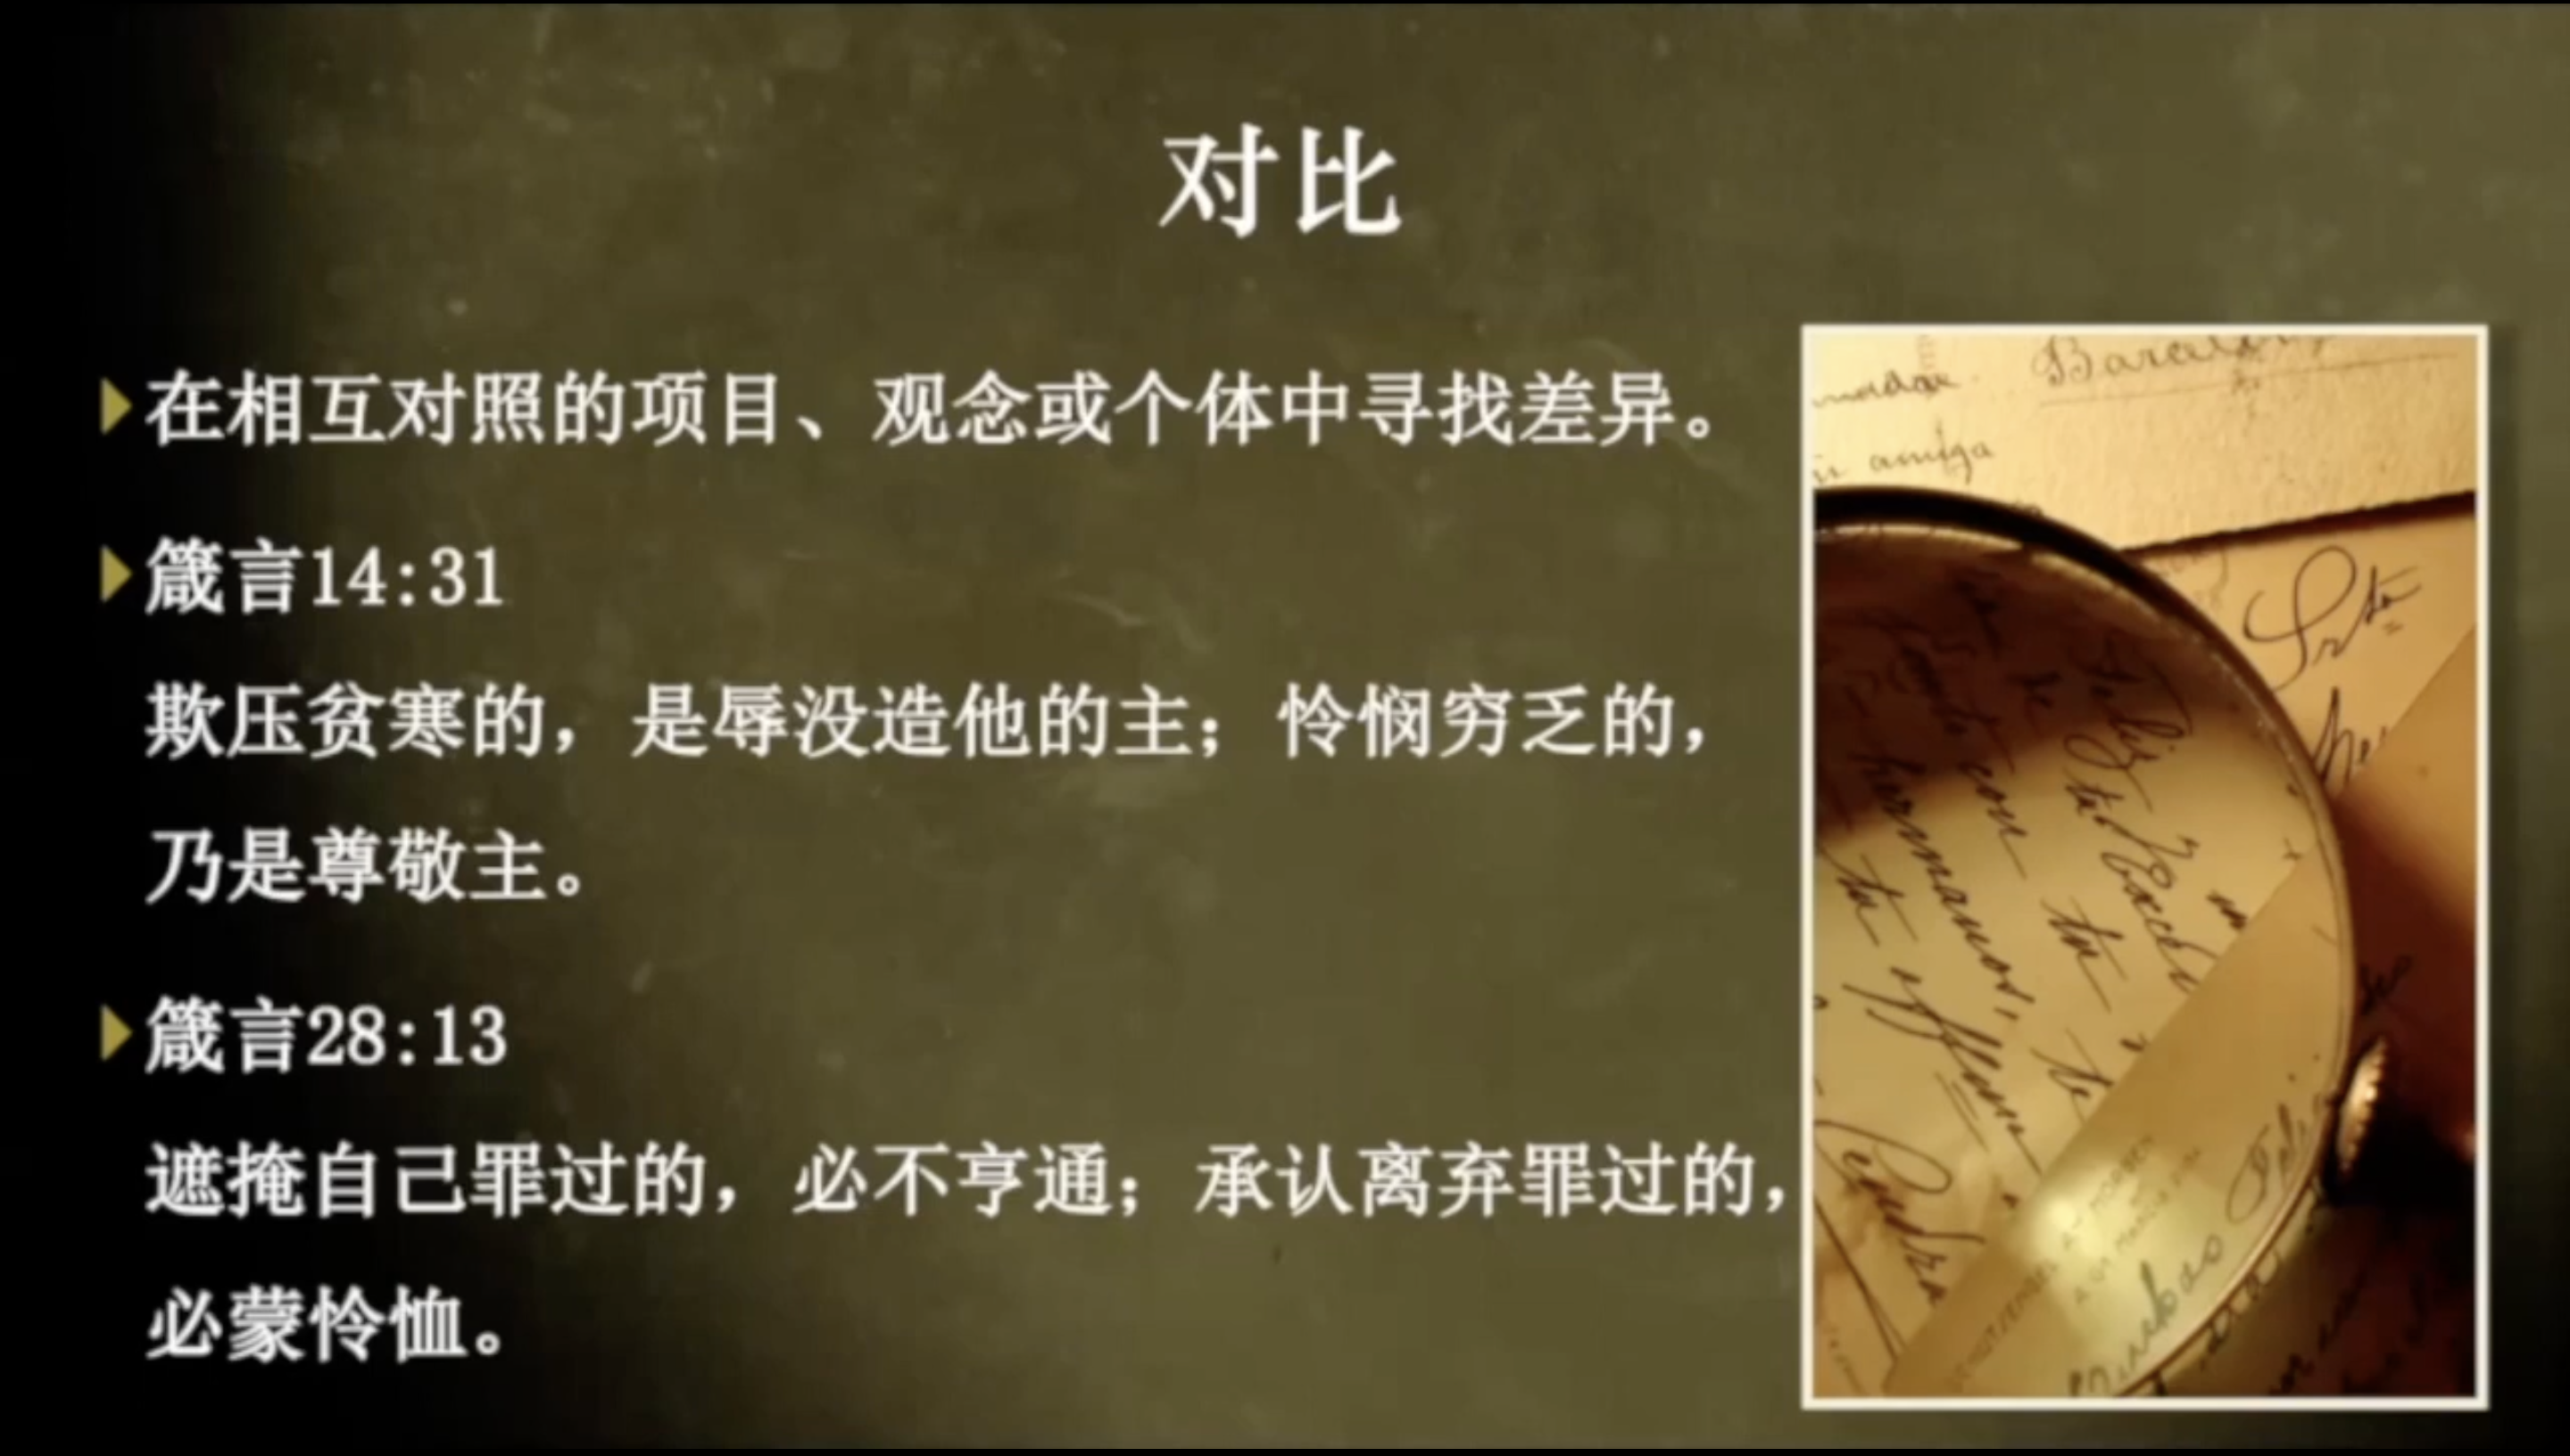 对比
在相互对照的项目、观念或个体中寻找差异。
箴言14:31
欺压贫寒的，是辱没造他的主；怜悯穷乏的，
乃是尊敬主。
箴言28:13
遮掩自己罪过的，必不亨通；承认离弃罪过的，
必蒙怜恤。
amiga
Srta
hermanos,